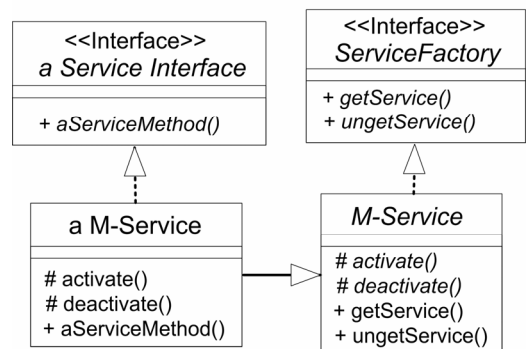 <<Interface>>
a Service Interface
+ aServiceMethod()
<<Interface>>
ServiceFactory
+ getService()
+ ungetService()
a M-Service
# activate()
# deactivate()
+ aServiceMethod()
M-Service
# activate()
# deactivate()
+ getService()
+ ungetService()